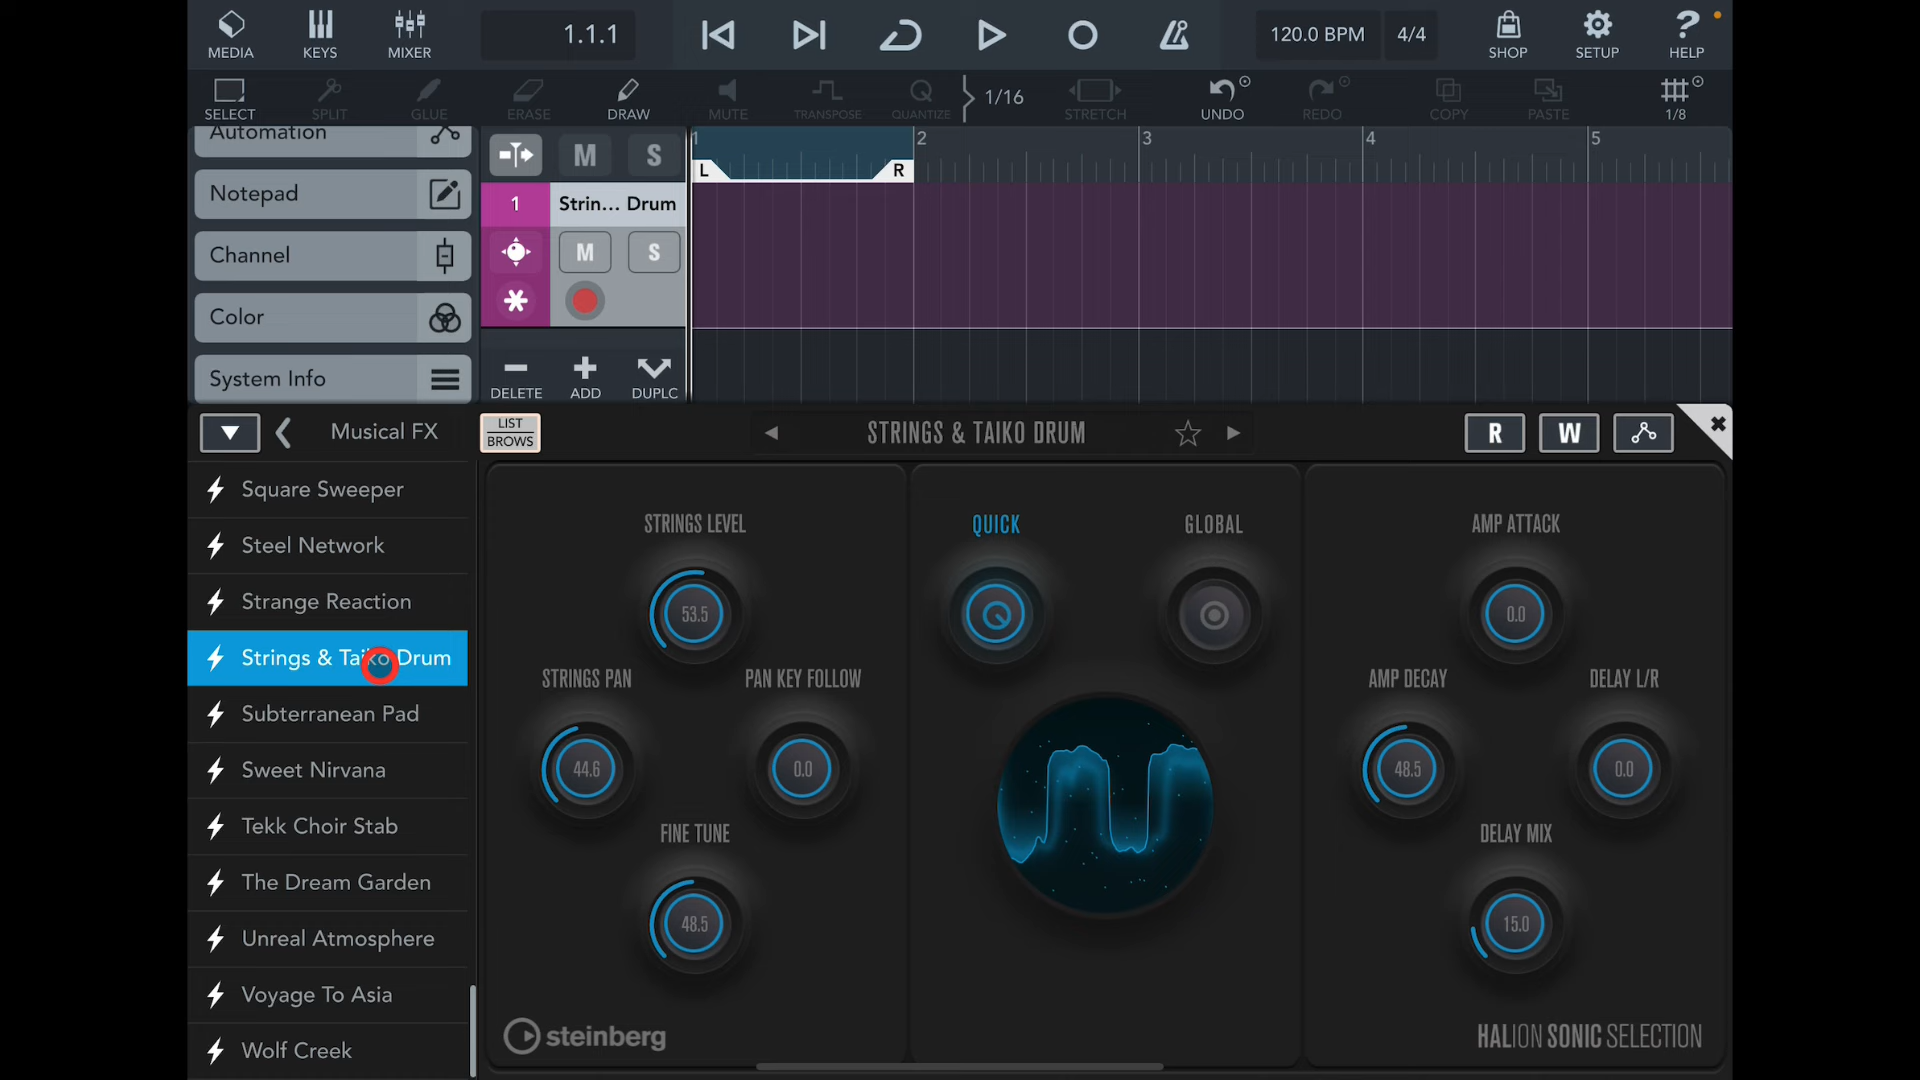 MEDIA
KEYS
MIXER
1.1.1
120.0 BPM
4/4
SHOP
SETUP
HELP
SELECT
SPLIT
GLUE
ERASE
DRAW
MUTE
TRANSPOSE
QUANTIZE
1/16
STRETCH
UNDO
REDO
COPY
PASTE
1/8
Automation
Notepad
Channel
Color
System Info
M
S
1
Strin... Drum
M
S
DELETE
ADD
DUPLC
1
2
3
4
5
L
R
Musical FX
LIST
BROWS
STRINGS & TAIKO DRUM
R
W
Square Sweeper
Steel Network
Strange Reaction
Strings & Taiko Drum
Subterranean Pad
Sweet Nirvana
Tekk Choir Stab
The Dream Garden
Unreal Atmosphere
Voyage To Asia
Wolf Creek
STRINGS LEVEL
53.5
STRINGS PAN
44.6
PAN KEY FOLLOW
0.0
FINE TUNE
48.5
steinberg
QUICK
GLOBAL
AMP ATTACK
0.0
AMP DECAY
48.5
DELAY L/R
0.0
DELAY MIX
15.0
HALION SONIC SELECTION